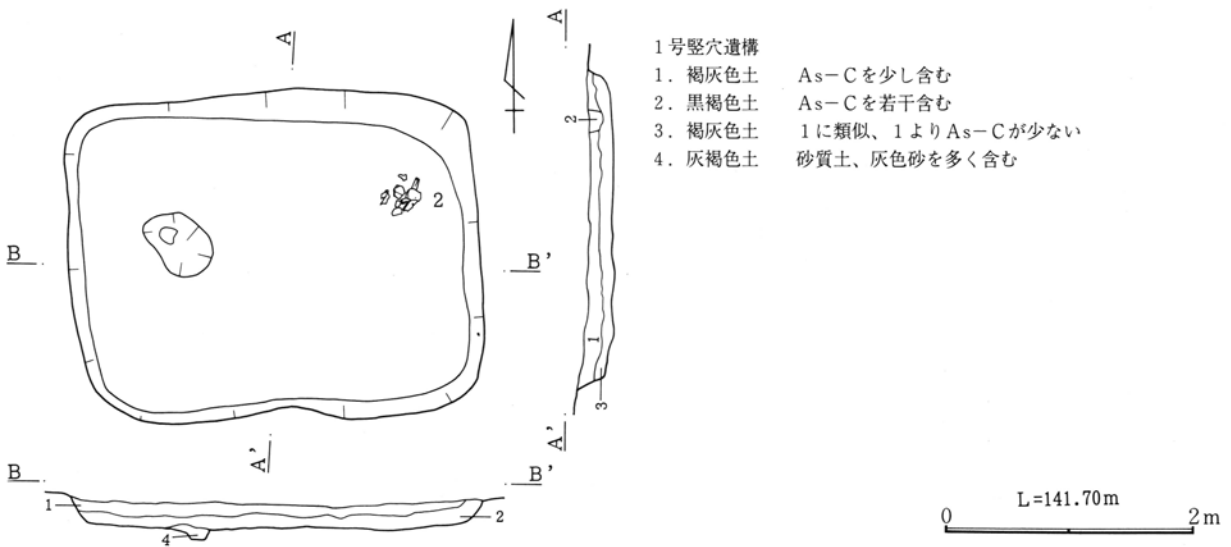 1号竪穴遺構
1. 褐灰色土　As-Cを少し含む
2. 黒褐色土　As-Cを若干含む
3. 褐灰色土　1に類似、1よりAs-Cが少ない
4. 灰褐色土　砂質土、灰色砂を多く含む
A
A
2
2
B
B'
1
3
A'
A'
B
B'
1
2
4
L=141.70m
0
2m